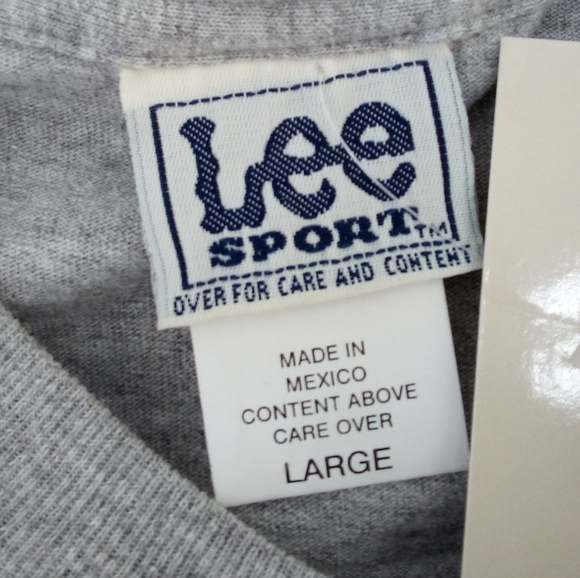 Lee
SPORT™
OVER FOR CARE AND CONTENT
MADE IN
MEXICO
CONTENT ABOVE
CARE OVER
LARGE